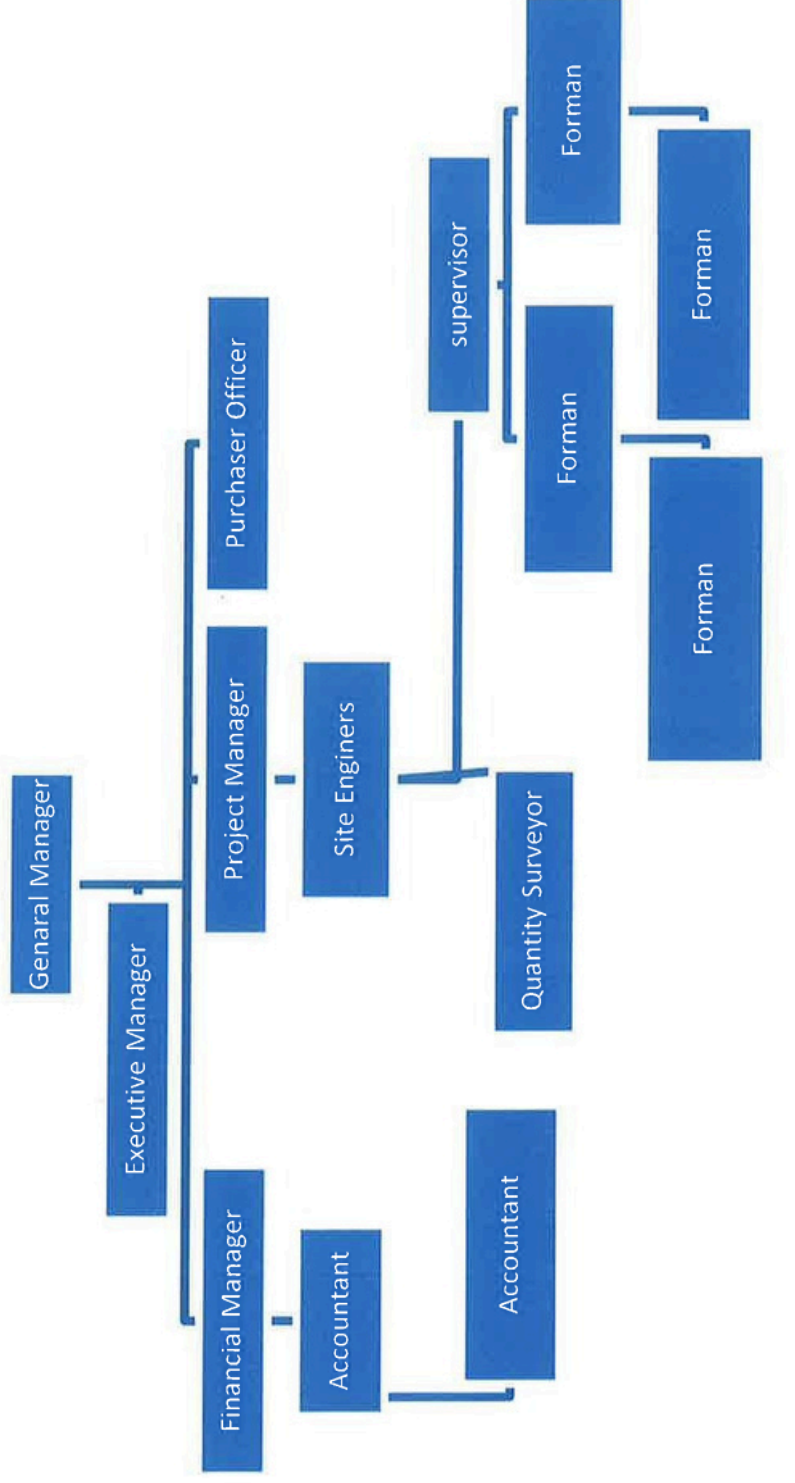 Genaral Manager
Executive Manager
Financial Manager
Project Manager
Purchaser Officer
Accountant
Site Enginers
Accountant
Quantity Surveyor
supervisor
Forman
Forman
Forman
Forman